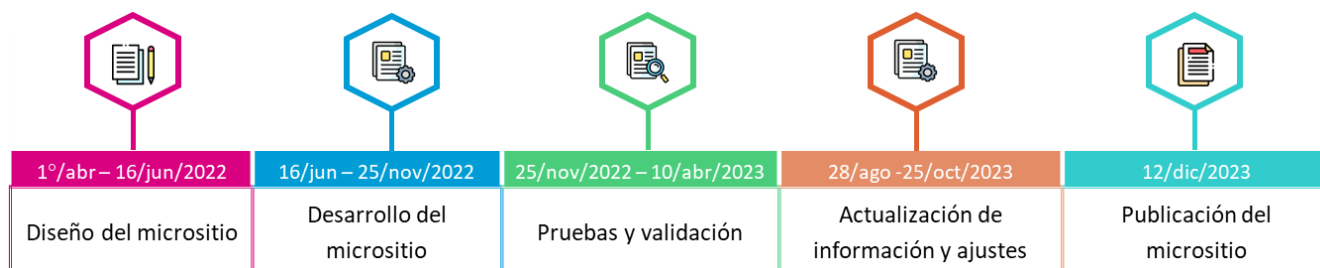 1°/abr – 16/jun/2022
Diseño del micrositio
16/jun – 25/nov/2022
Desarrollo del
micrositio
25/nov/2022 – 10/abr/2023
Pruebas y validación
28/ago -25/oct/2023
Actualización de
información y ajustes
12/dic/2023
Publicación del
micrositio